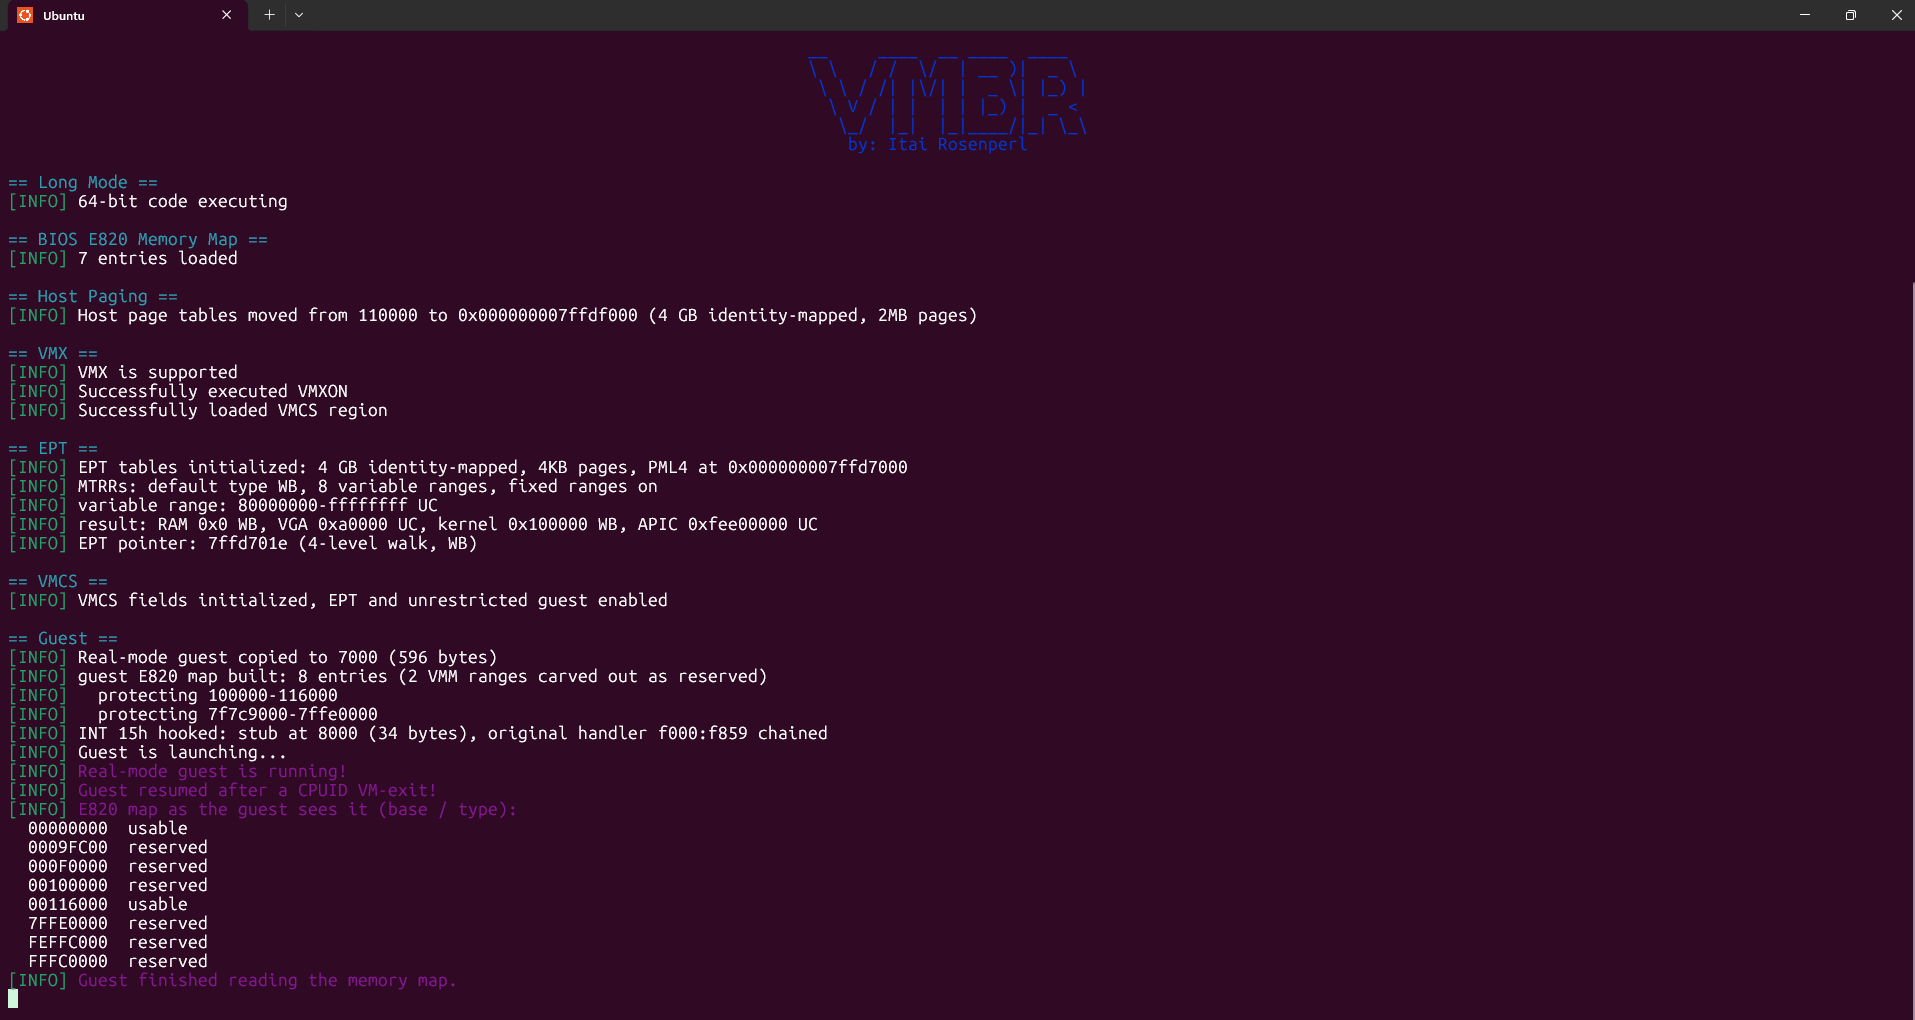 Ubuntu
VMBR
by: Itai Rosenperl
== Long Mode ==
[INFO] 64-bit code executing
== BIOS E820 Memory Map ==
[INFO] 7 entries loaded
== Host Paging ==
[INFO] Host page tables moved from 110000 to 0x000000007ffdf000 (4 GB identity-mapped, 2MB pages)
== VMX ==
[INFO] VMX is supported
[INFO] Successfully executed VMXON
[INFO] Successfully loaded VMCS region
== EPT ==
[INFO] EPT tables initialized: 4 GB identity-mapped, 4KB pages, PML4 at 0x000000007ffd7000
[INFO] MTRRs: default type WB, 8 variable ranges, fixed ranges on
[INFO] variable range: 80000000-ffffffff UC
[INFO] result: RAM 0x0 WB, VGA 0xa0000 UC, kernel 0x100000 WB, APIC 0xfee00000 UC
[INFO] EPT pointer: 7ffd701e (4-level walk, WB)
== VMCS ==
[INFO] VMCS fields initialized, EPT and unrestricted guest enabled
== Guest ==
[INFO] Real-mode guest copied to 7000 (596 bytes)
[INFO] guest E820 map built: 8 entries (2 VMM ranges carved out as reserved)
[INFO]   protecting 100000-116000
[INFO]   protecting 7f7c9000-7ffe0000
[INFO] INT 15h hooked: stub at 8000 (34 bytes), original handler f000:f859 chained
[INFO] Guest is launching...
[INFO] Real-mode guest is running!
[INFO] Guest resumed after a CPUID VM-exit!
[INFO] E820 map as the guest sees it (base / type):
00000000  usable
0009FC00  reserved
000F0000  reserved
00100000  reserved
00116000  usable
7FFE0000  reserved
FEFFC000  reserved
FFFC0000  reserved
[INFO] Guest finished reading the memory map.